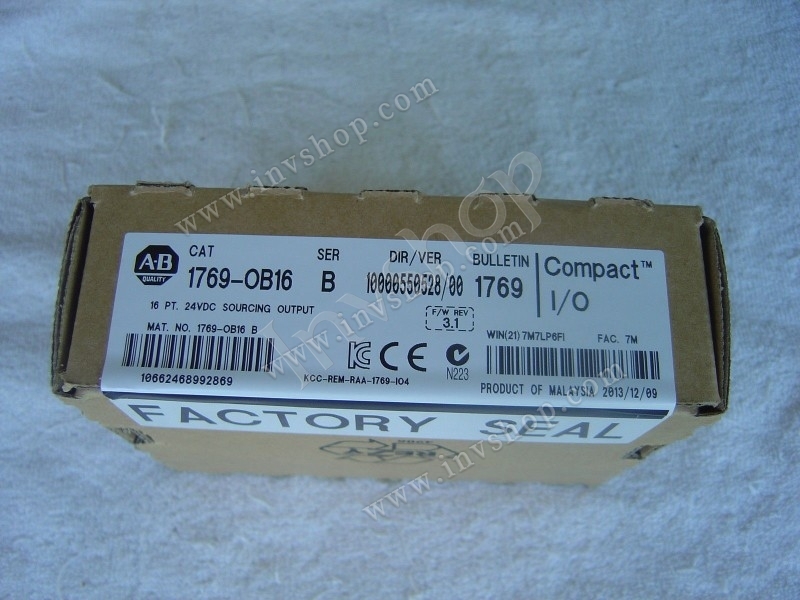 A-B
QUALITY
CAT SER DIR/VER BULLETIN
1769-OB16 B 10000550528/00 1769
Compact™
I/O
16 PT. 24VDC SOURCING OUTPUT
F/W REV
3.1
MAT. NO. 1769-OB16 B
WIN(21) 7M7LP6FI FAC. 7M
CE
N223
10662468992869
KCC-REM-RAA-1769-IO4
PRODUCT OF MALAYSIA 2013/12/09
FACTORY SEAL
www.invshop.com
www.invshop.com
www.invshop.com
invshop